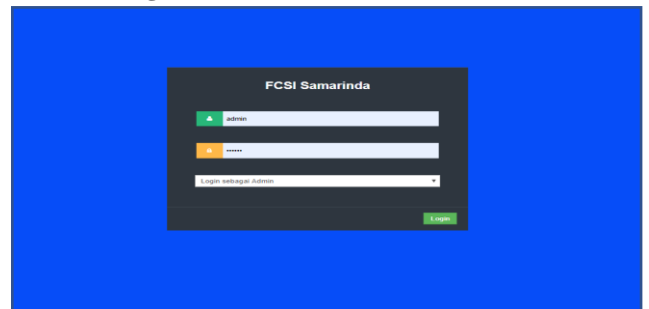 FCSI Samarinda
admin
••••••
Login sebagai Admin
Login